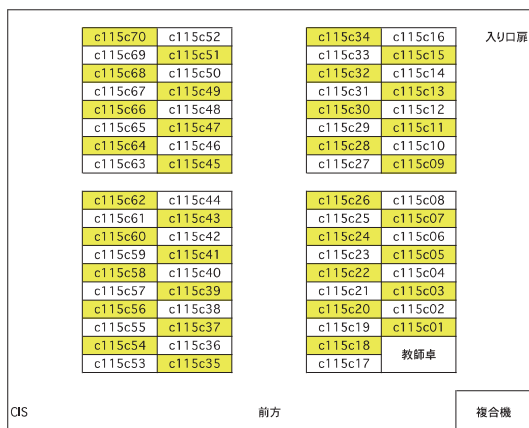 c115c70 c115c52 c115c34 c115c16 入り口扉
c115c69 c115c51 c115c33 c115c15
c115c68 c115c50 c115c32 c115c14
c115c67 c115c49 c115c31 c115c13
c115c66 c115c48 c115c30 c115c12
c115c65 c115c47 c115c29 c115c11
c115c64 c115c46 c115c28 c115c10
c115c63 c115c45 c115c27 c115c09
c115c62 c115c44 c115c26 c115c08
c115c61 c115c43 c115c25 c115c07
c115c60 c115c42 c115c24 c115c06
c115c59 c115c41 c115c23 c115c05
c115c58 c115c40 c115c22 c115c04
c115c57 c115c39 c115c21 c115c03
c115c56 c115c38 c115c20 c115c02
c115c55 c115c37 c115c19 c115c01
c115c54 c115c36 c115c18 教師卓
c115c53 c115c35 c115c17
CIS 前方 複合機